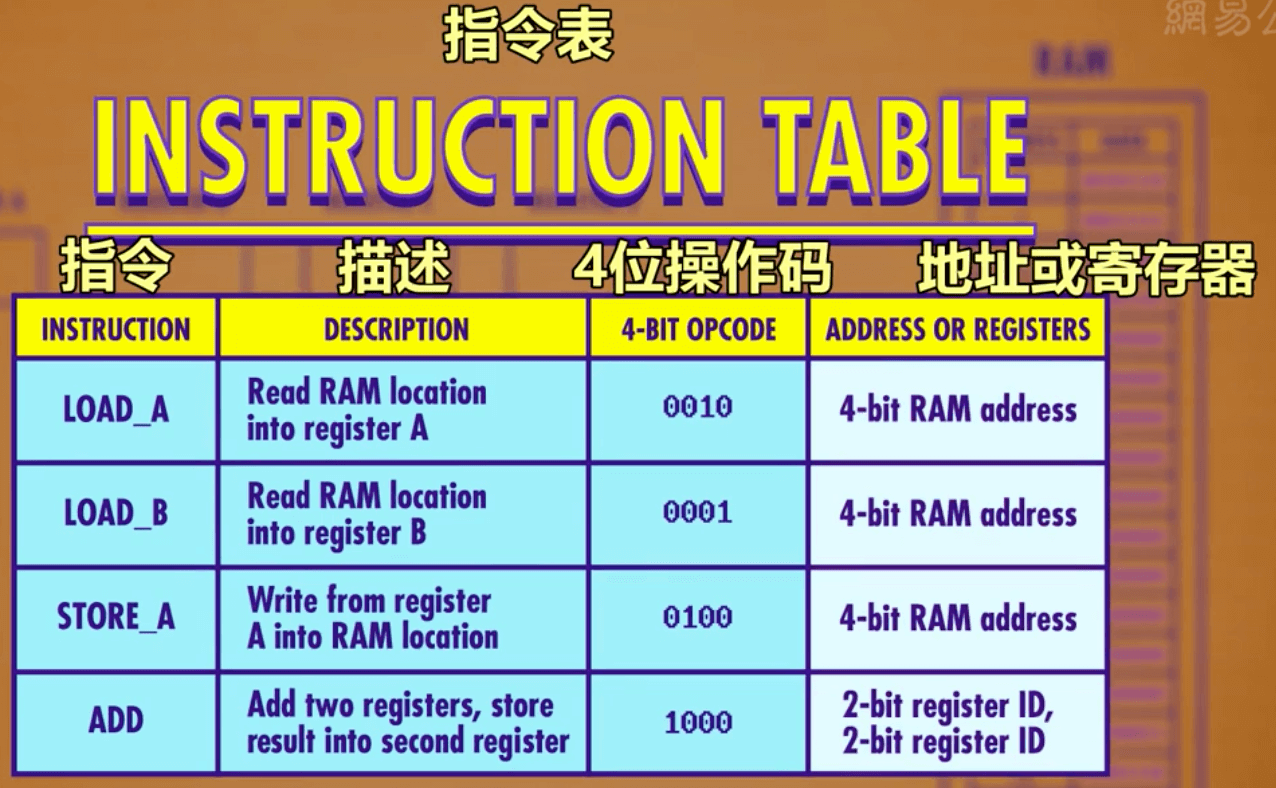 網易公
指令表
RAM
INSTRUCTION TABLE
指令 描述 4位操作码 地址或寄存器
INSTRUCTION DESCRIPTION 4-BIT OPCODE ADDRESS OR REGISTERS
LOAD_A Read RAM location into register A 0010 4-bit RAM address
LOAD_B Read RAM location into register B 0001 4-bit RAM address
STORE_A Write from register A into RAM location 0100 4-bit RAM address
ADD Add two registers, store result into second register 1000 2-bit register ID, 2-bit register ID